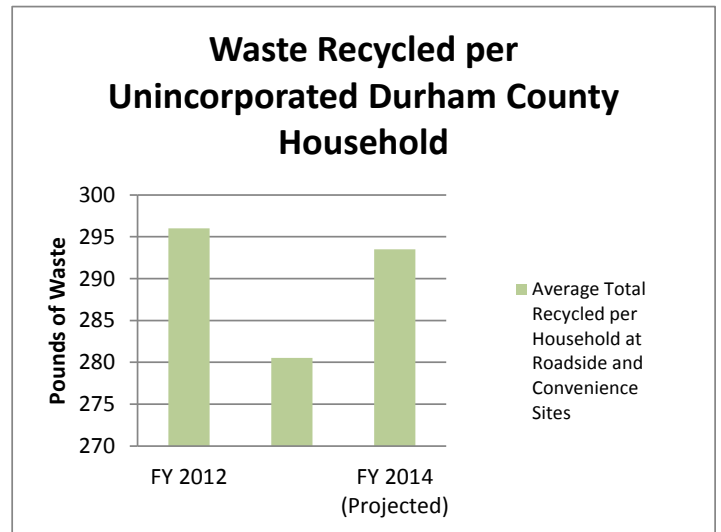 Waste Recycled per
Unincorporated Durham County
Household
300
295
290
285
280
275
270
Pounds of Waste
FY 2012
FY 2014
(Projected)
Average Total
Recycled per
Household at
Roadside and
Convenience
Sites